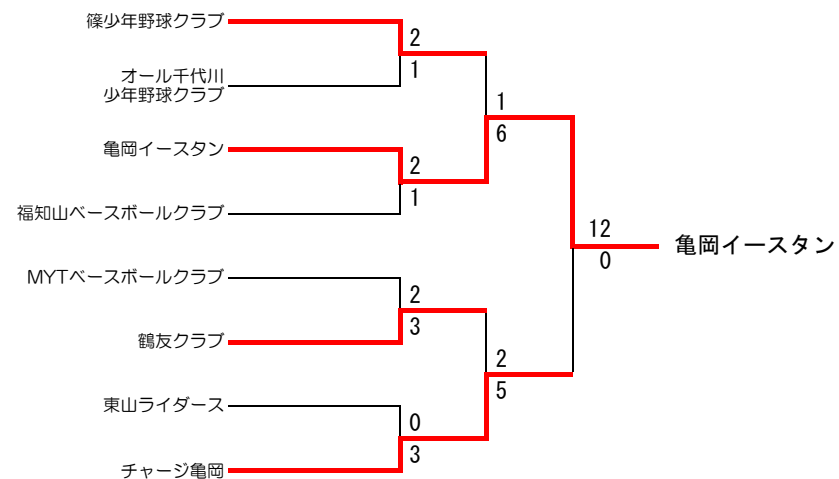 篠少年野球クラブ
2
1
オール千代川
少年野球クラブ
1
6
亀岡イースタン
2
1
福知山ベースボールクラブ
12
0
亀岡イースタン
MYTベースボールクラブ
2
3
鶴友クラブ
2
5
東山ライダース
0
3
チャージ亀岡